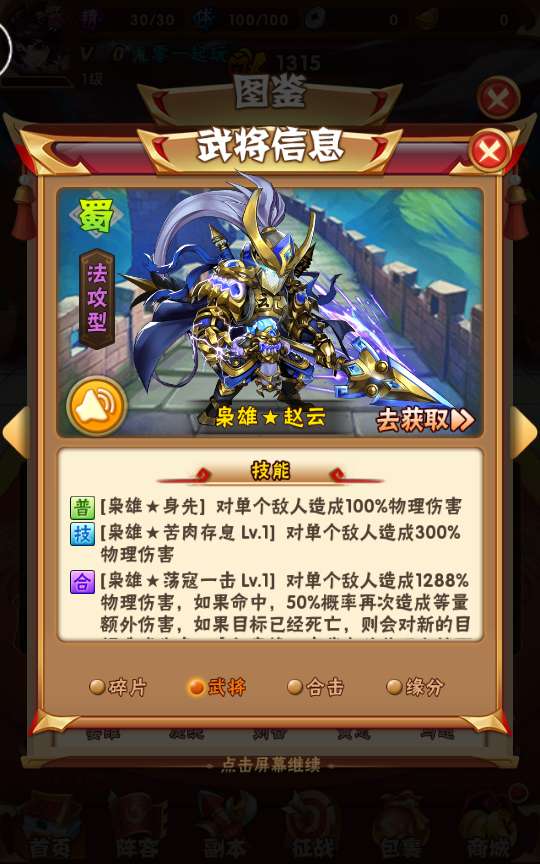 精 30/30 体 100/100 0 0
V 0
1级
1315
图鉴
武将信息
蜀
法攻型
枭雄★赵云
去获取
技能
普 [枭雄★身先] 对单个敌人造成100%物理伤害
技 [枭雄★苦肉存息 Lv.1] 对单个敌人造成300%
物理伤害
合 [枭雄★荡寇一击 Lv.1] 对单个敌人造成1288%
物理伤害，如果命中，50%概率再次造成等量
额外伤害，如果目标已经死亡，则会对新的目
碎片 武将 合击 缘分
点击屏幕继续
首页 阵容 副本 征战 包裹 商城